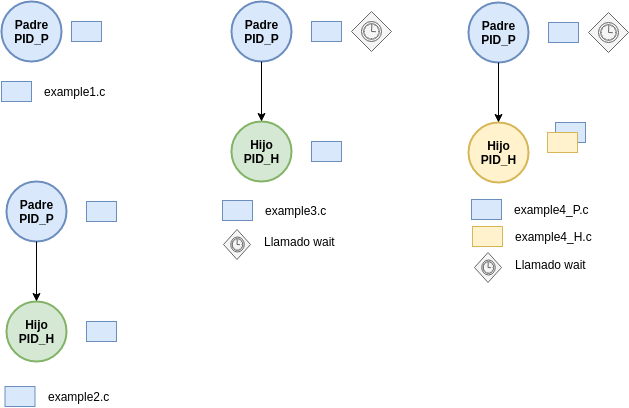 Padre
PID_P
example1.c
Padre
PID_P
Hijo
PID_H
example2.c
Padre
PID_P
Hijo
PID_H
example3.c
Llamado wait
Padre
PID_P
Hijo
PID_H
example4_P.c
example4_H.c
Llamado wait